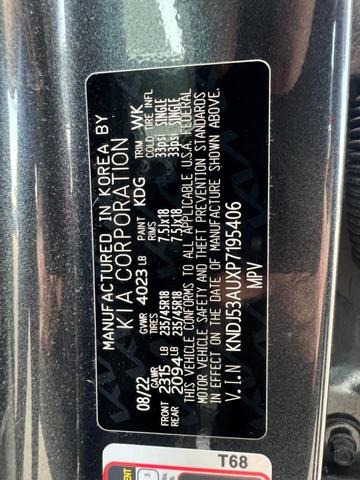 MANUFACTURED IN KOREA BY
KIA CORPORATION
08/22 GVWR 4023 LB PAINT KDG TRIM WK
GAWR TIRES RIMS COLD TIRE INFL
FRONT 2315 LB 235/45R18 7.5Jx18 33psi SINGLE
REAR 2094 LB 235/45R18 7.5Jx18 33psi SINGLE
THIS VEHICLE CONFORMS TO ALL APPLICABLE U.S.A. FEDERAL
MOTOR VEHICLE SAFETY AND THEFT PREVENTION STANDARDS
IN EFFECT ON THE DATE OF MANUFACTURE SHOWN ABOVE.
V.I.N KNDJ53AUXP7195406
MPV
T68